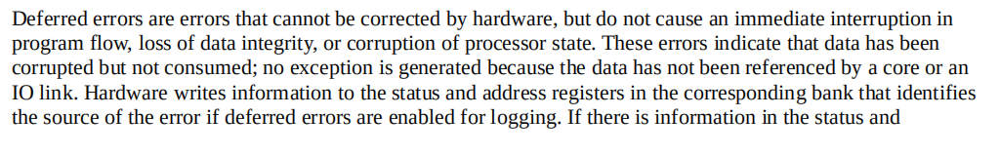 Deferred errors are errors that cannot be corrected by hardware, but do not cause an immediate interruption in
program flow, loss of data integrity, or corruption of processor state. These errors indicate that data has been
corrupted but not consumed; no exception is generated because the data has not been referenced by a core or an
IO link. Hardware writes information to the status and address registers in the corresponding bank that identifies
the source of the error if deferred errors are enabled for logging. If there is information in the status and